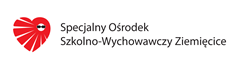 Specjalny Ośrodek
Szkolno-Wychowawczy Ziemięcice